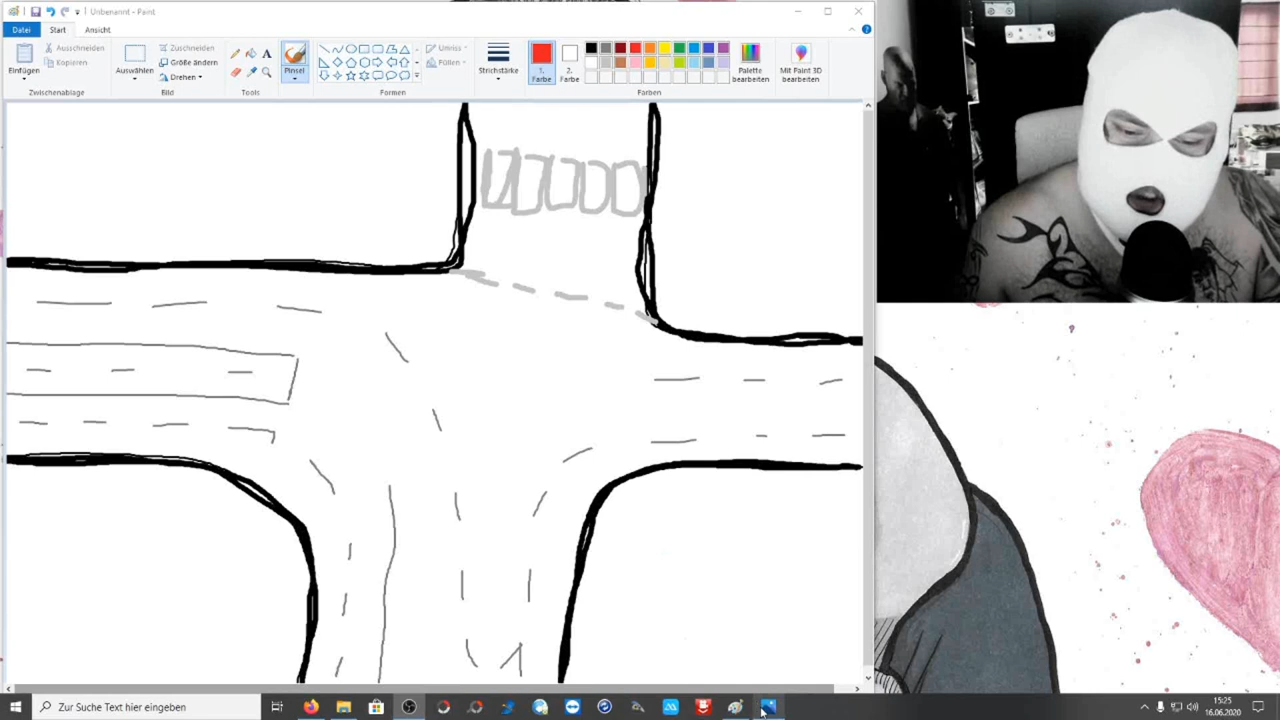 Unbenannt - Paint
Datei Start Ansicht
Einfügen
Ausschneiden
Kopieren
Zwischenablage
Auswählen
Zuschneiden
Größe ändern
Drehen
Bild
A
Tools
Pinsel
Formen
Umriss
Füllen
Strichstärke
1. Farbe
2. Farbe
Palette bearbeiten
Farben
Mit Paint 3D bearbeiten
Zur Suche Text hier eingeben
15:25
16.06.2020